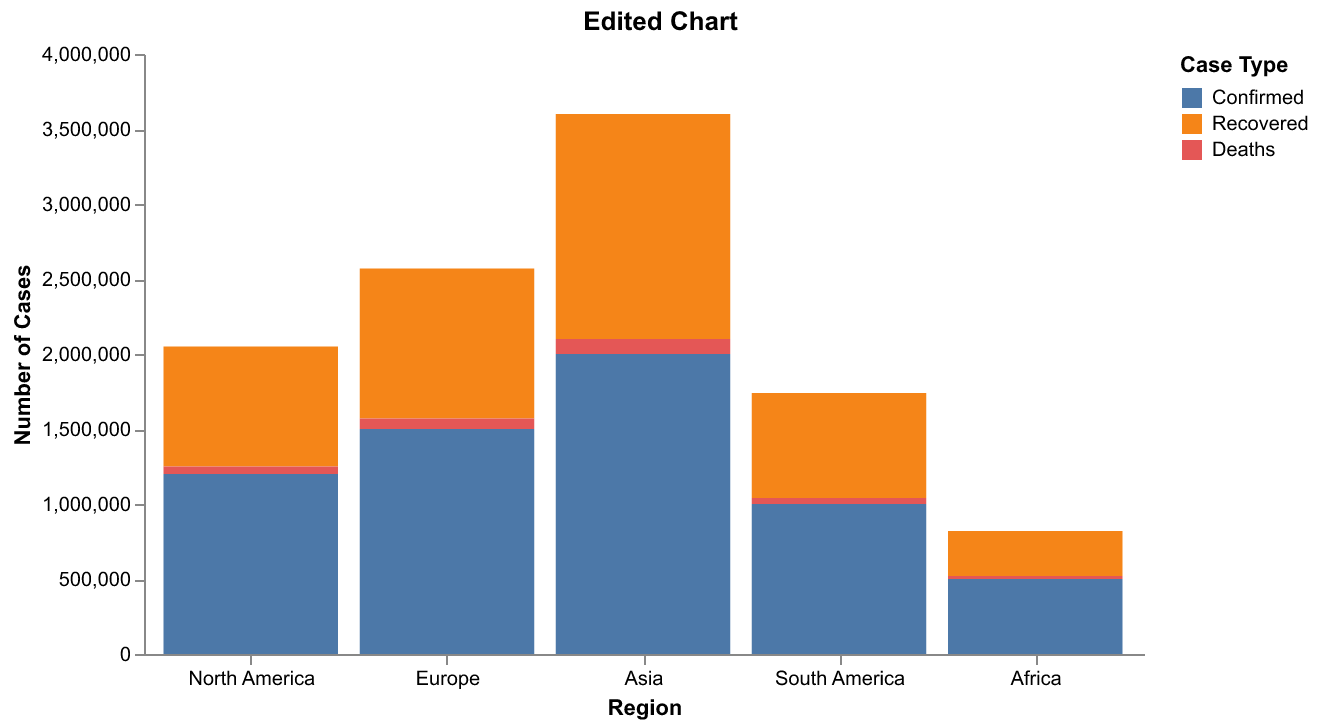 Edited Chart
4,000,000
3,500,000
3,000,000
2,500,000
2,000,000
1,500,000
1,000,000
500,000
0
Number of Cases
North America
Europe
Asia
South America
Africa
Region
Case Type
Confirmed
Recovered
Deaths